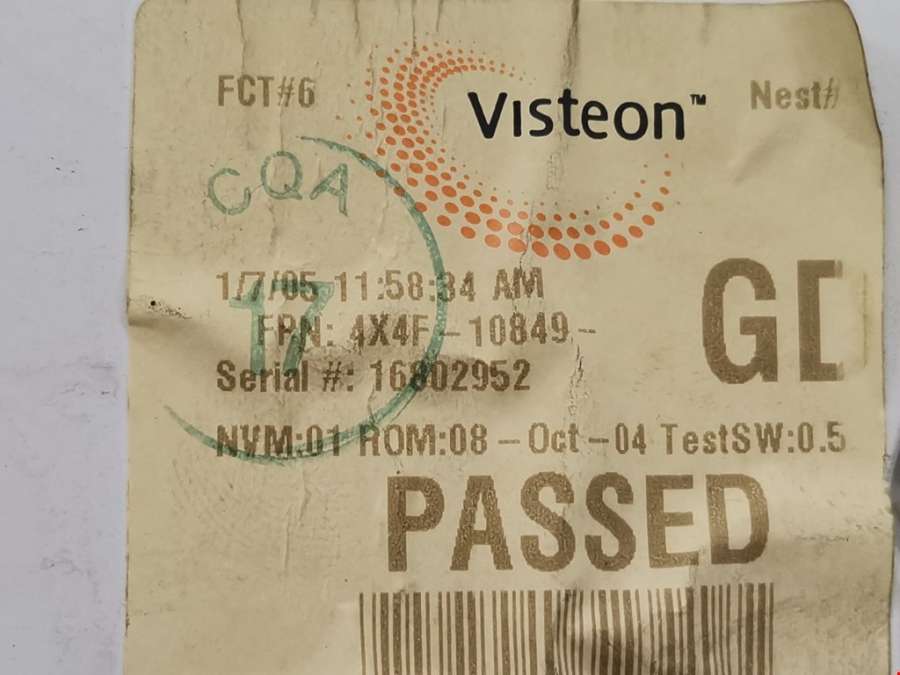 FCT#6
Visteon™
Nest#
CQA
17
1/7/05 11:58:34 AM
FPN: 4X4F-10849--
GD
Serial #: 16802952
NVM:01 ROM:08-Oct-04 TestSW:0.5
PASSED